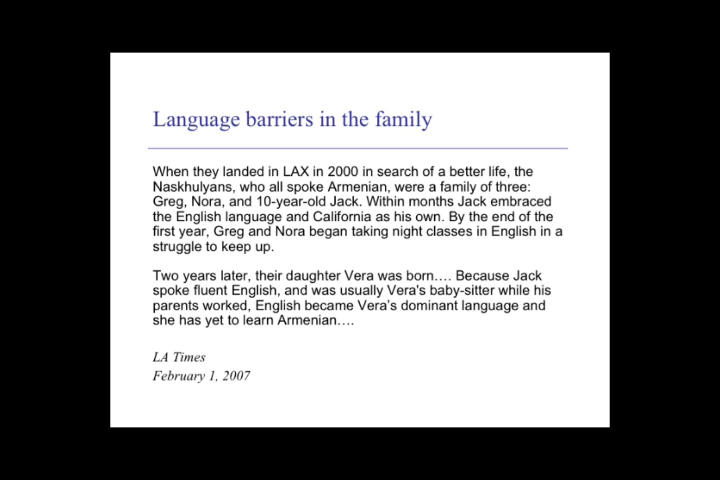 Language barriers in the family
When they landed in LAX in 2000 in search of a better life, the
Naskhulyans, who all spoke Armenian, were a family of three:
Greg, Nora, and 10-year-old Jack. Within months Jack embraced
the English language and California as his own. By the end of the
first year, Greg and Nora began taking night classes in English in a
struggle to keep up.
Two years later, their daughter Vera was born…. Because Jack
spoke fluent English, and was usually Vera's baby-sitter while his
parents worked, English became Vera’s dominant language and
she has yet to learn Armenian….
LA Times
February 1, 2007